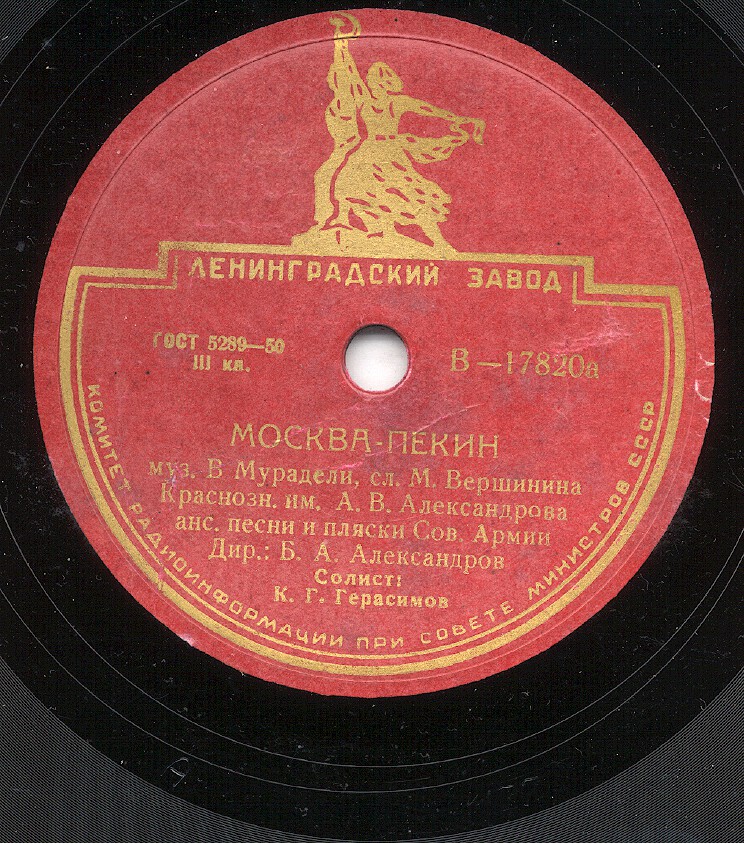 ЛЕНИНГРАДСКИЙ ЗАВОД
ГОСТ 5289—50
III кл.
В—17820а
МОСКВА-ПЕКИН
муз. В Мурадели, сл. М. Вершинина
Краснозн. им. А. В. Александрова
анс. песни и пляски Сов. Армии
Дир.: Б. А. Александров
Солист:
К. Г. Герасимов
КОМИТЕТ РАДИОИНФОРМАЦИИ ПРИ СОВЕТЕ МИНИСТРОВ СССР